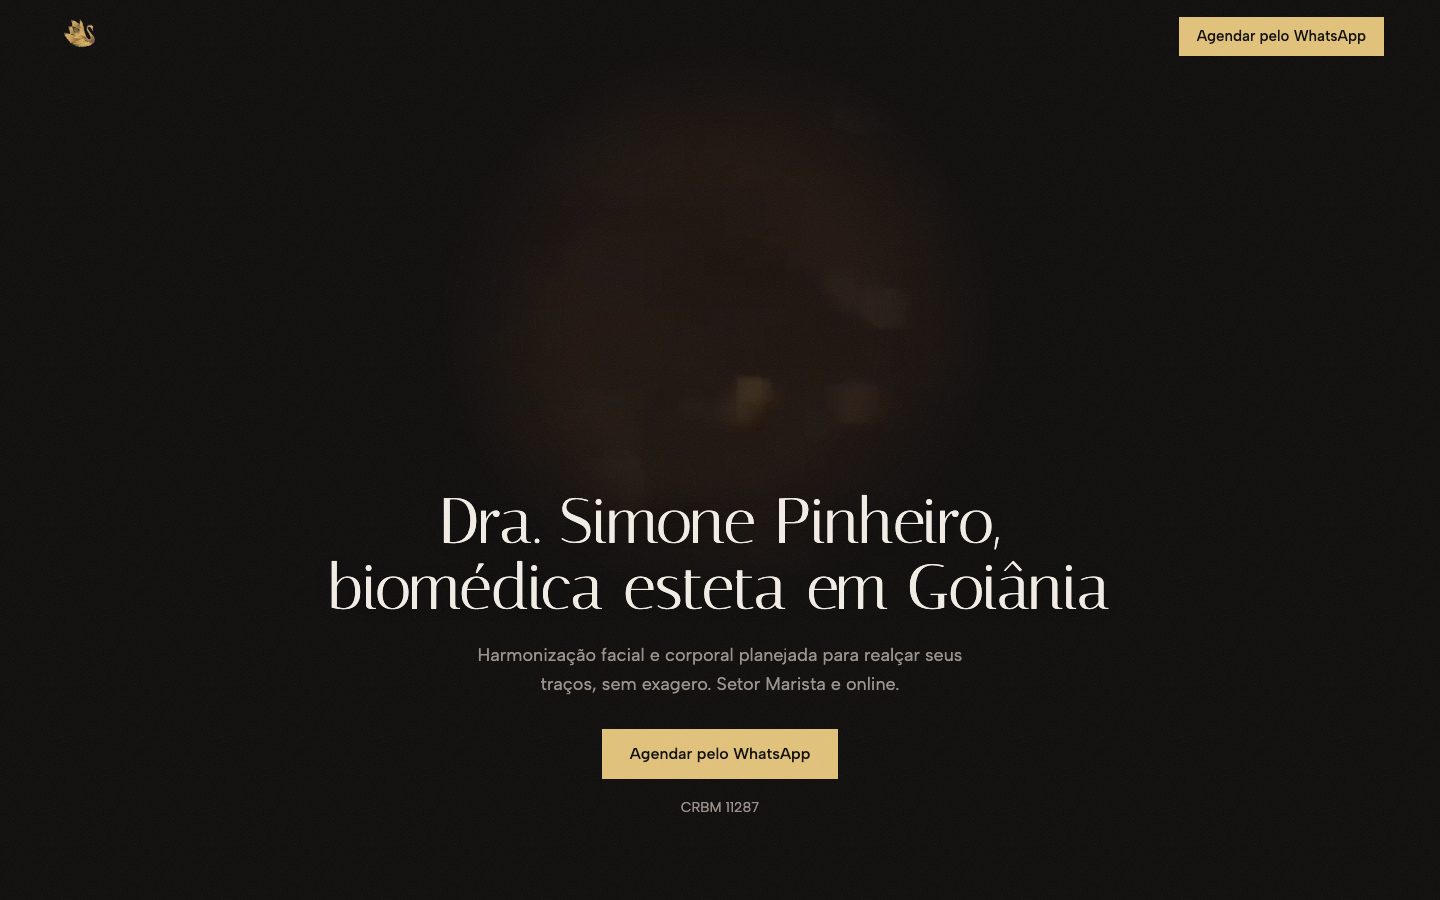 Agendar pelo WhatsApp
Dra. Simone Pinheiro,
biomédica esteta em Goiânia
Harmonização facial e corporal planejada para realçar seus
traços, sem exagero. Setor Marista e online.
Agendar pelo WhatsApp
CRBM 11287